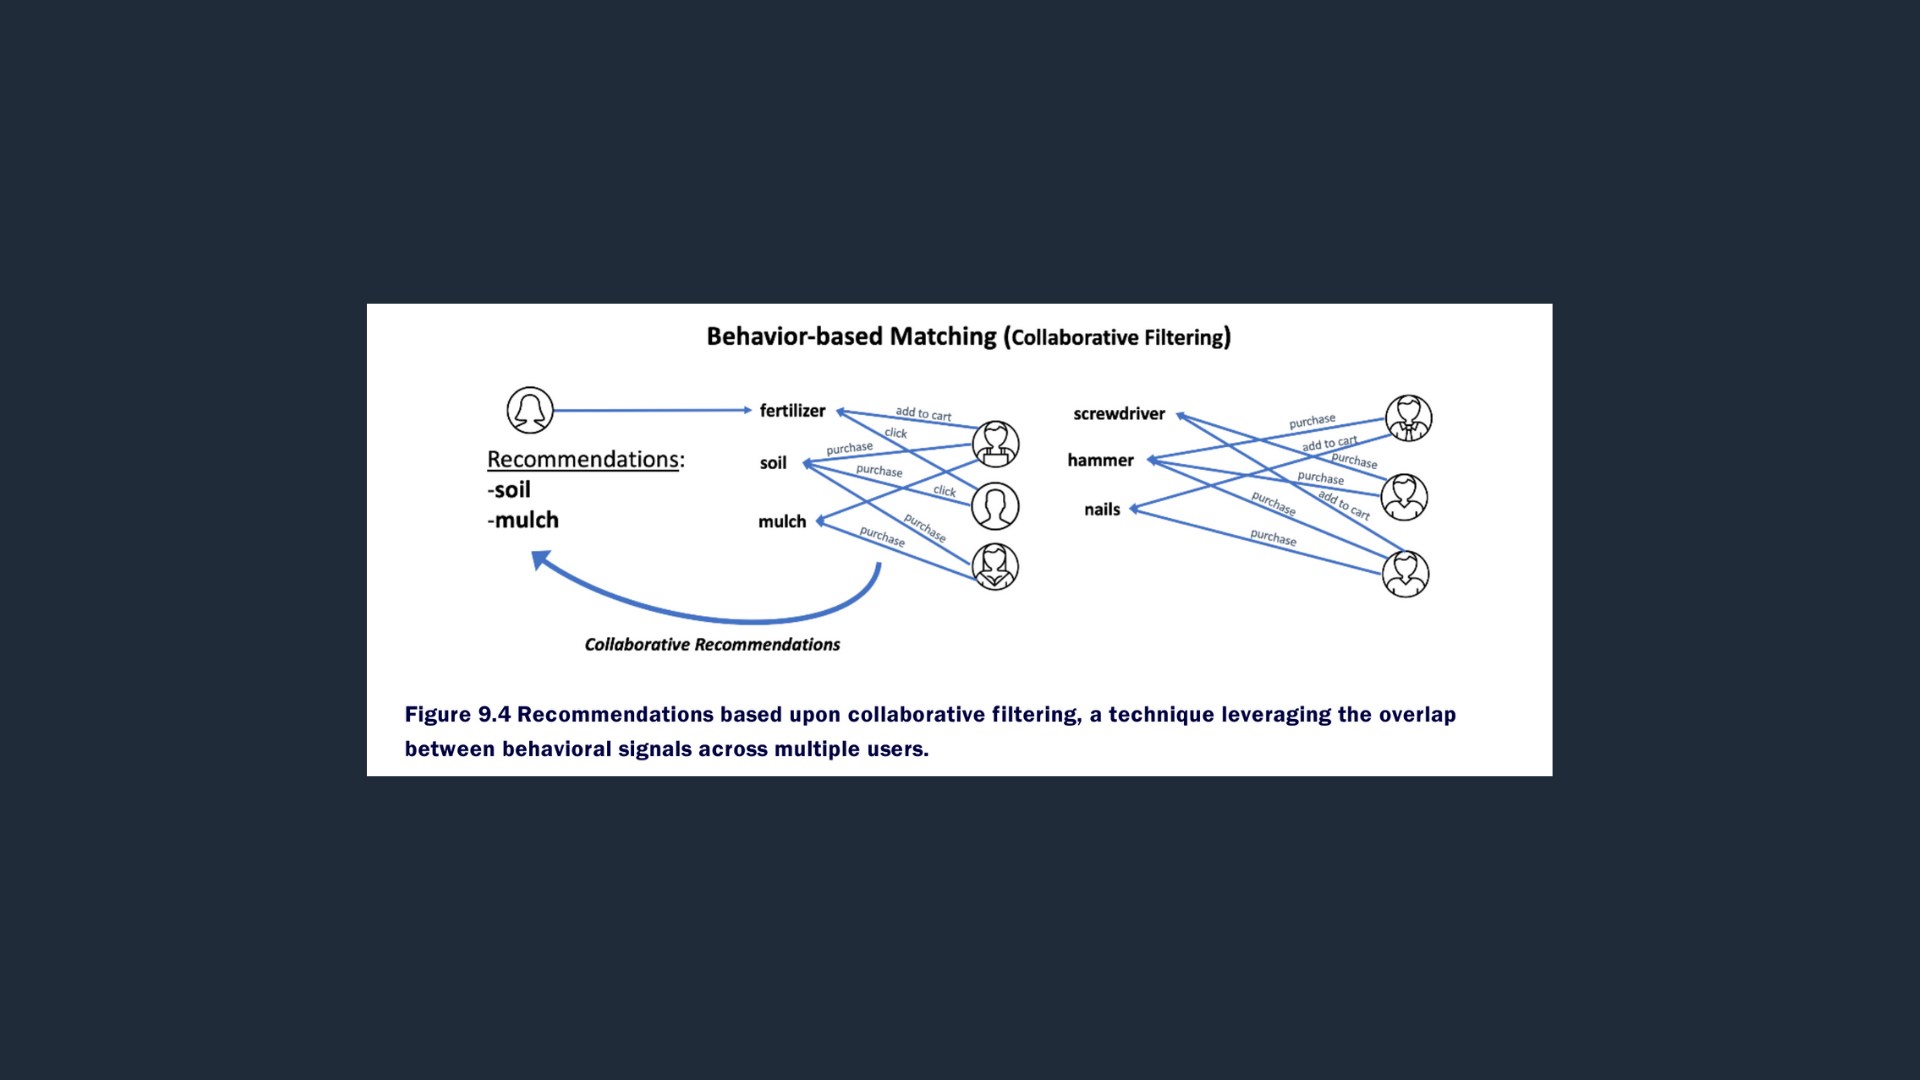 Behavior-based Matching (Collaborative Filtering)
Recommendations:
-soil
-mulch
fertilizer
soil
mulch
add to cart
click
purchase
purchase
click
purchase
purchase
screwdriver
hammer
nails
purchase
add to cart
purchase
purchase
add to cart
purchase
purchase
Collaborative Recommendations
Figure 9.4 Recommendations based upon collaborative filtering, a technique leveraging the overlap
between behavioral signals across multiple users.